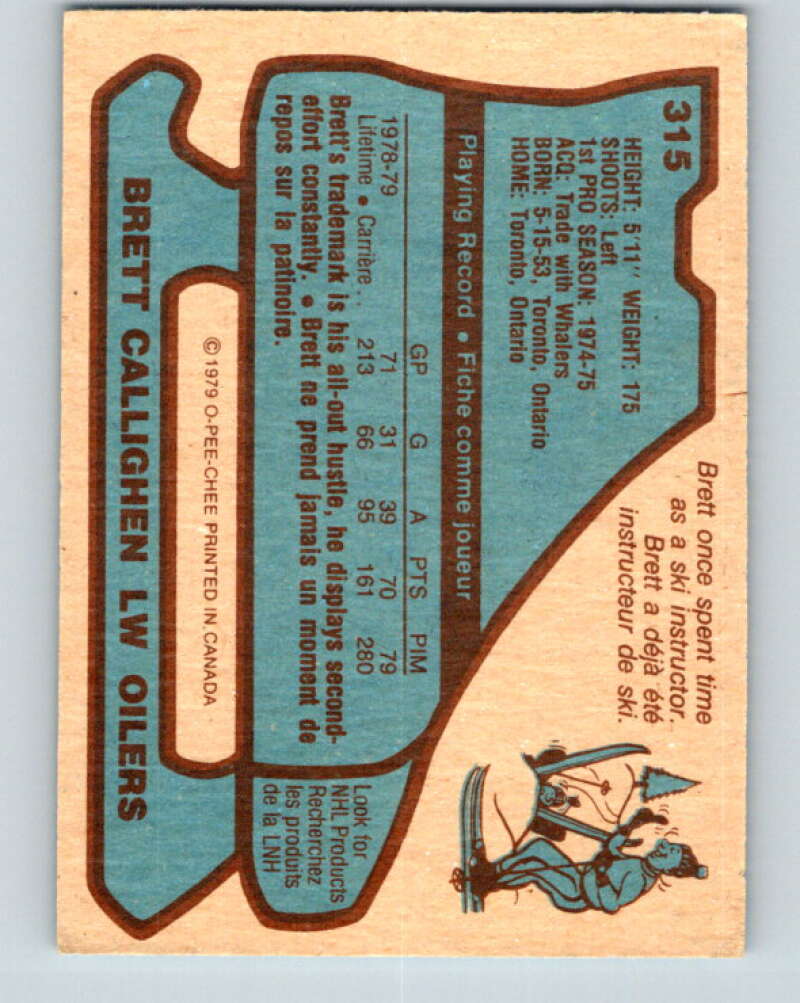 315
HEIGHT: 5'11" WEIGHT: 175
SHOOTS: Left
1st PRO SEASON: 1974-75
ACQ: Trade with Whalers
BORN: 5-15-53, Toronto, Ontario
HOME: Toronto, Ontario
Brett once spent time
as a ski instructor.
Brett a déjà été
instructeur de ski.
Playing Record • Fiche comme joueur
GP G A PTS PIM
1978-79 71 31 39 70 79
Lifetime • Carrière .. 213 66 95 161 280
Brett's trademark is his all-out hustle, he displays second-
effort constantly. • Brett ne prend jamais un moment de
repos sur la patinoire.
Look for
NHL Products
Recherchez
les produits
de la LNH
©1979 O-PEE-CHEE PRINTED IN CANADA
BRETT CALLIGHEN LW OILERS